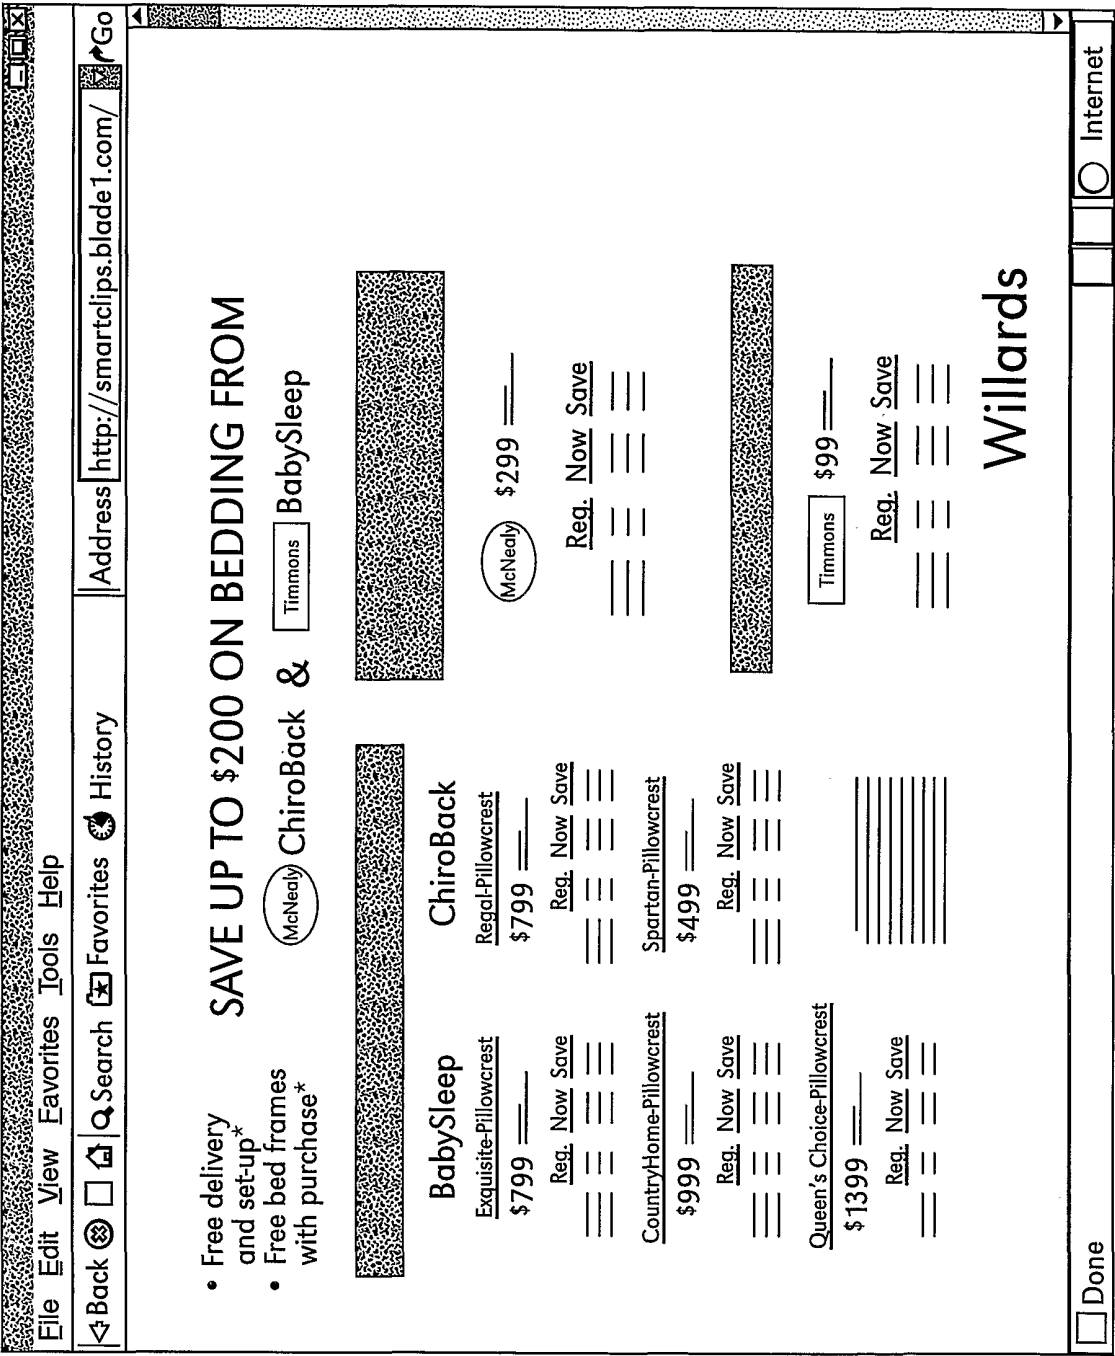 File Edit View Favorites Tools Help
Back Search Favorites History Address http://smartclips.blade1.com/ Go
• Free delivery and set-up*
• Free bed frames with purchase*
SAVE UP TO $200 ON BEDDING FROM
McNealy ChiroBack & Timmons BabySleep
BabySleep
Exquisite-Pillowcrest
$799
Reg. Now Save
CountryHome-Pillowcrest
$999
Reg. Now Save
Queen's Choice-Pillowcrest
$1399
Reg. Now Save
ChiroBack
Regal-Pillowcrest
$799
Reg. Now Save
Spartan-Pillowcrest
$499
Reg. Now Save
McNealy $299
Reg. Now Save
Timmons $99
Reg. Now Save
Willards
Done Internet